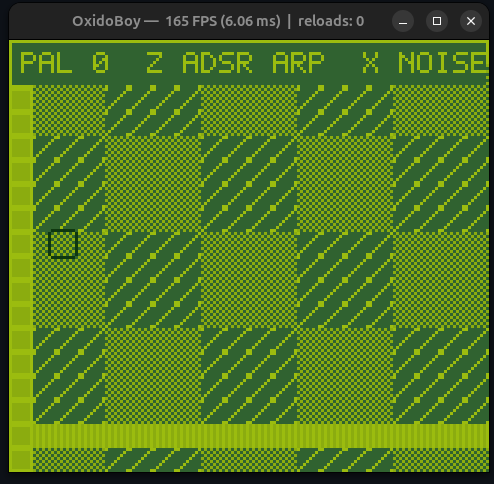 OxidoBoy — 165 FPS (6.06 ms) | reloads: 0
PAL 0 Z ADSR ARP X NOISE